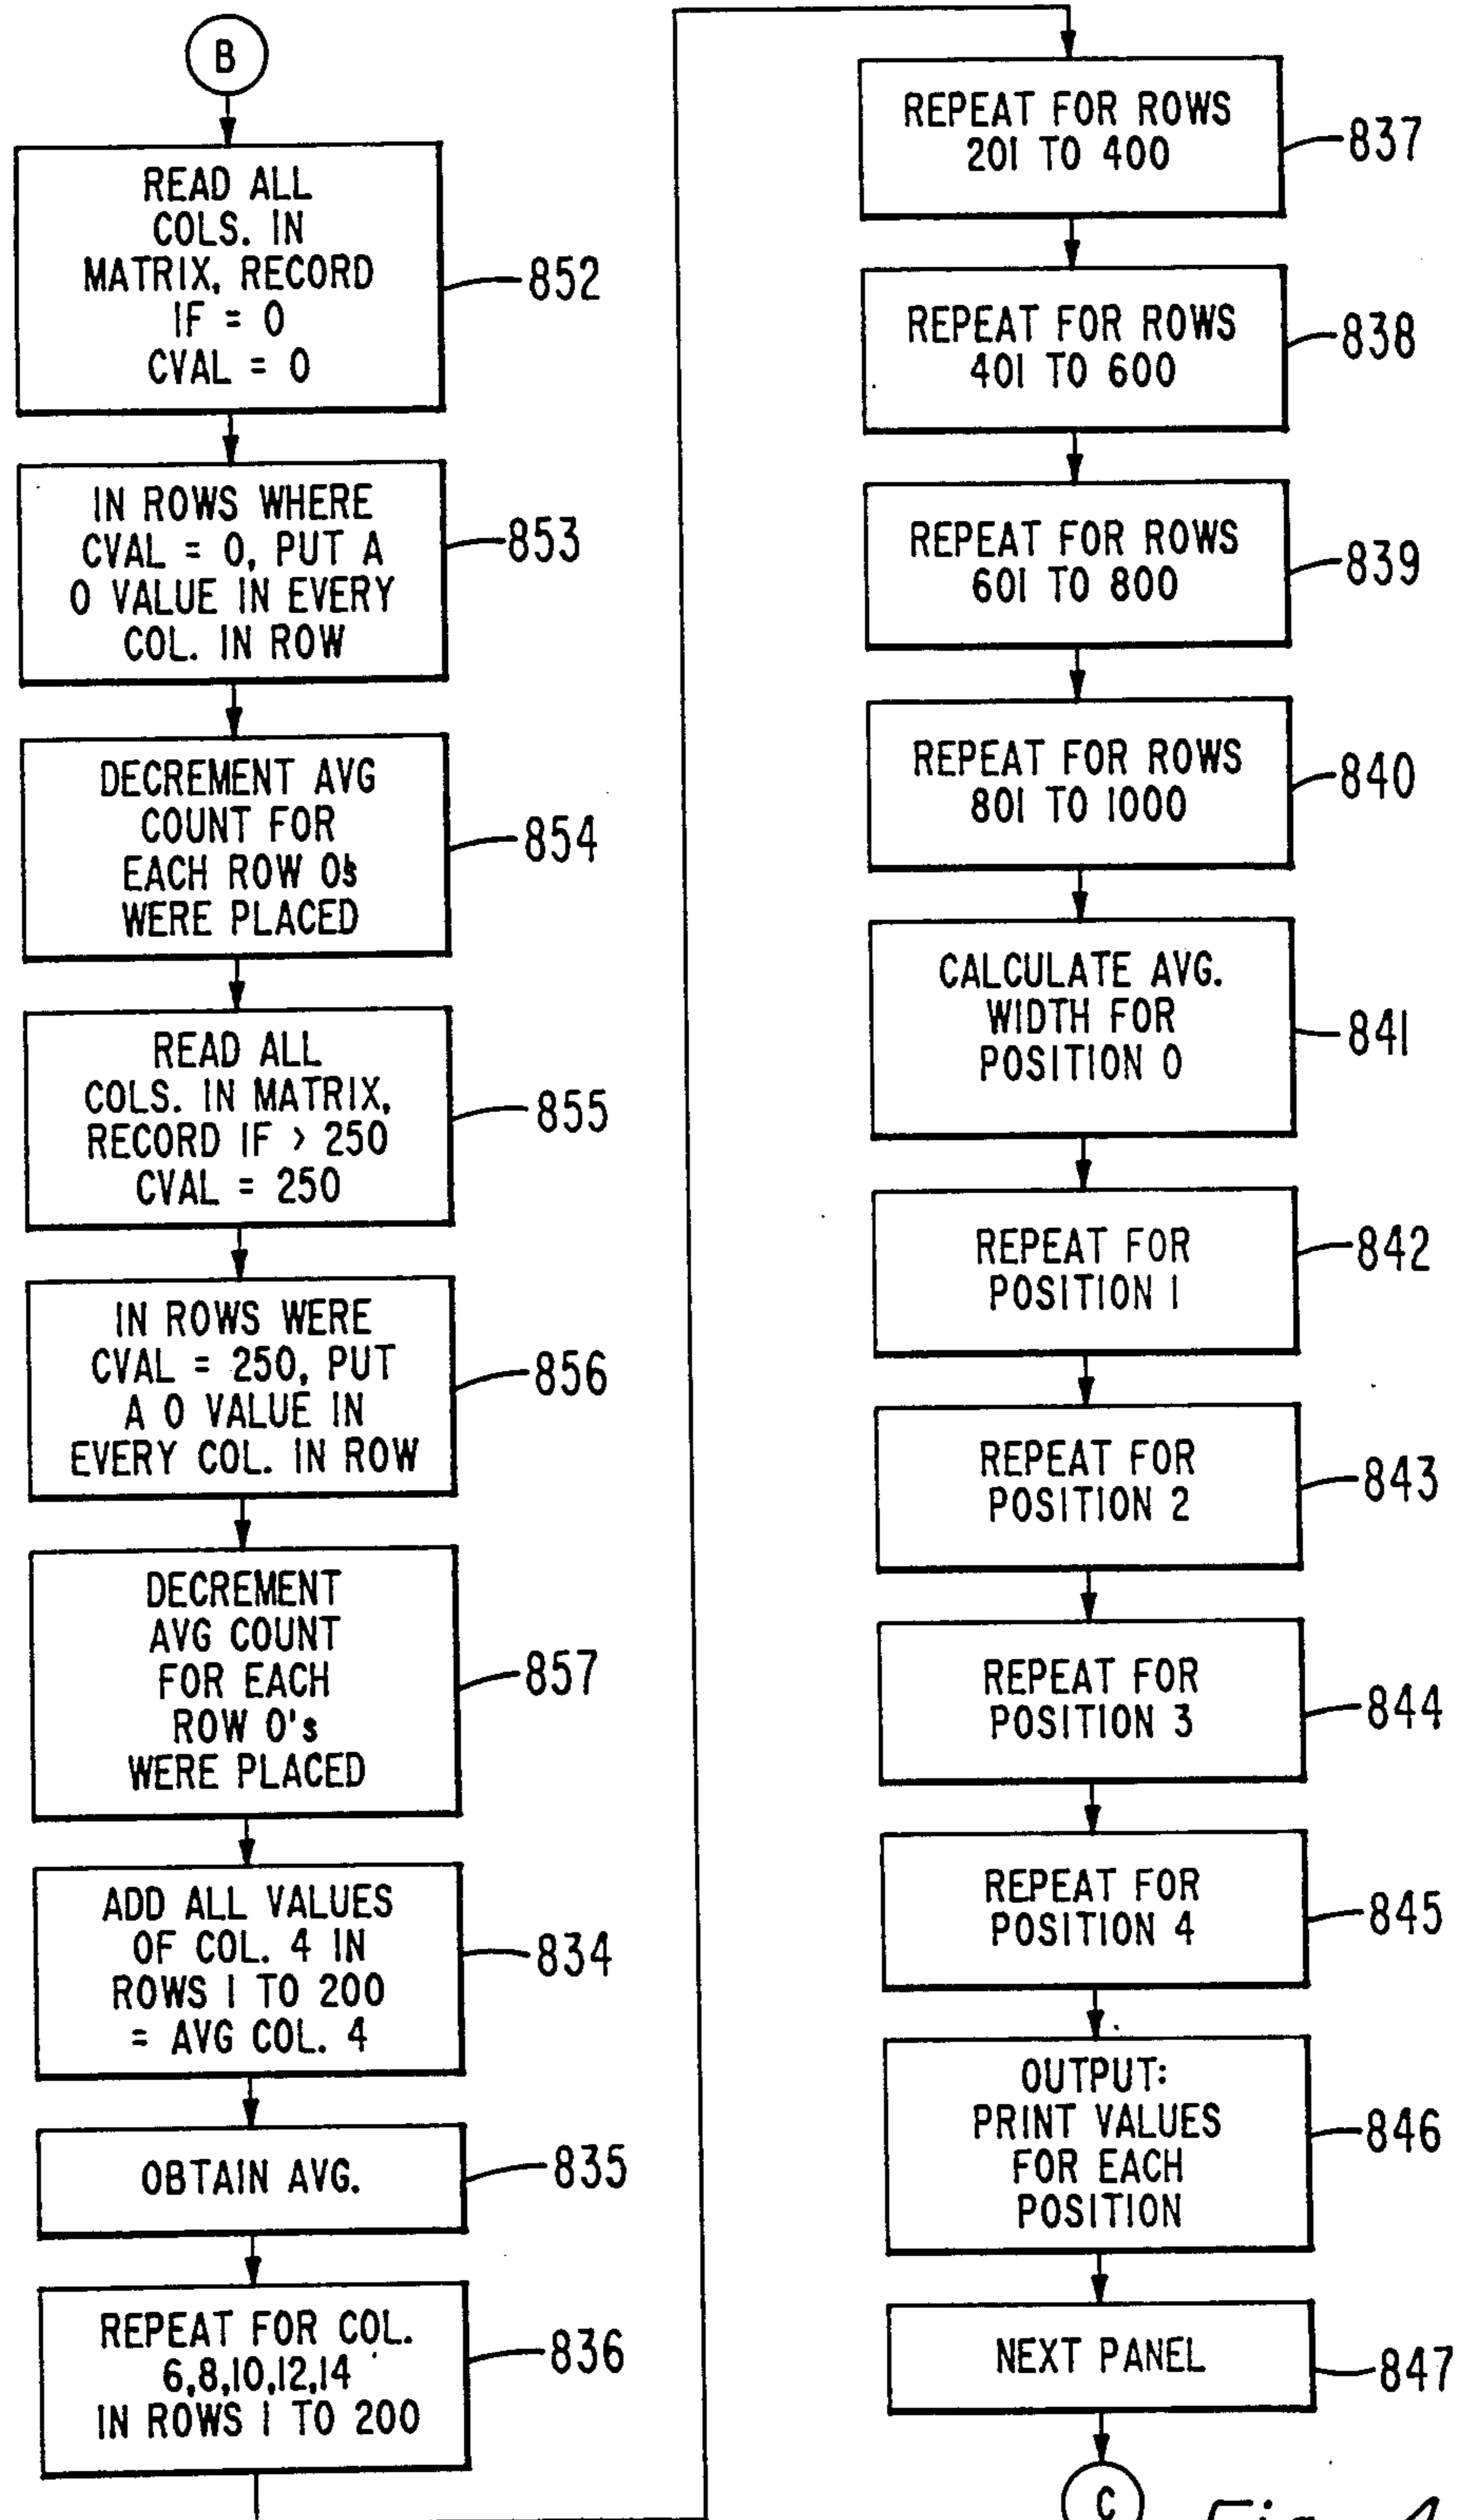 B
READ ALL
COLS. IN
MATRIX, RECORD
IF = 0
CVAL = 0
852
IN ROWS WHERE
CVAL = 0, PUT A
0 VALUE IN EVERY
COL. IN ROW
853
DECREMENT AVG
COUNT FOR
EACH ROW 0s
WERE PLACED
854
READ ALL
COLS. IN MATRIX,
RECORD IF > 250
CVAL = 250
855
IN ROWS WERE
CVAL = 250, PUT
A 0 VALUE IN
EVERY COL. IN ROW
856
DECREMENT
AVG COUNT
FOR EACH
ROW 0's
WERE PLACED
857
ADD ALL VALUES
OF COL. 4 IN
ROWS 1 TO 200
= AVG COL. 4
834
OBTAIN AVG.
835
REPEAT FOR COL.
6,8,10,12,14
IN ROWS 1 TO 200
836
REPEAT FOR ROWS
201 TO 400
837
REPEAT FOR ROWS
401 TO 600
838
REPEAT FOR ROWS
601 TO 800
839
REPEAT FOR ROWS
801 TO 1000
840
CALCULATE AVG.
WIDTH FOR
POSITION 0
841
REPEAT FOR
POSITION 1
842
REPEAT FOR
POSITION 2
843
REPEAT FOR
POSITION 3
844
REPEAT FOR
POSITION 4
845
OUTPUT:
PRINT VALUES
FOR EACH
POSITION
846
NEXT PANEL
847
C